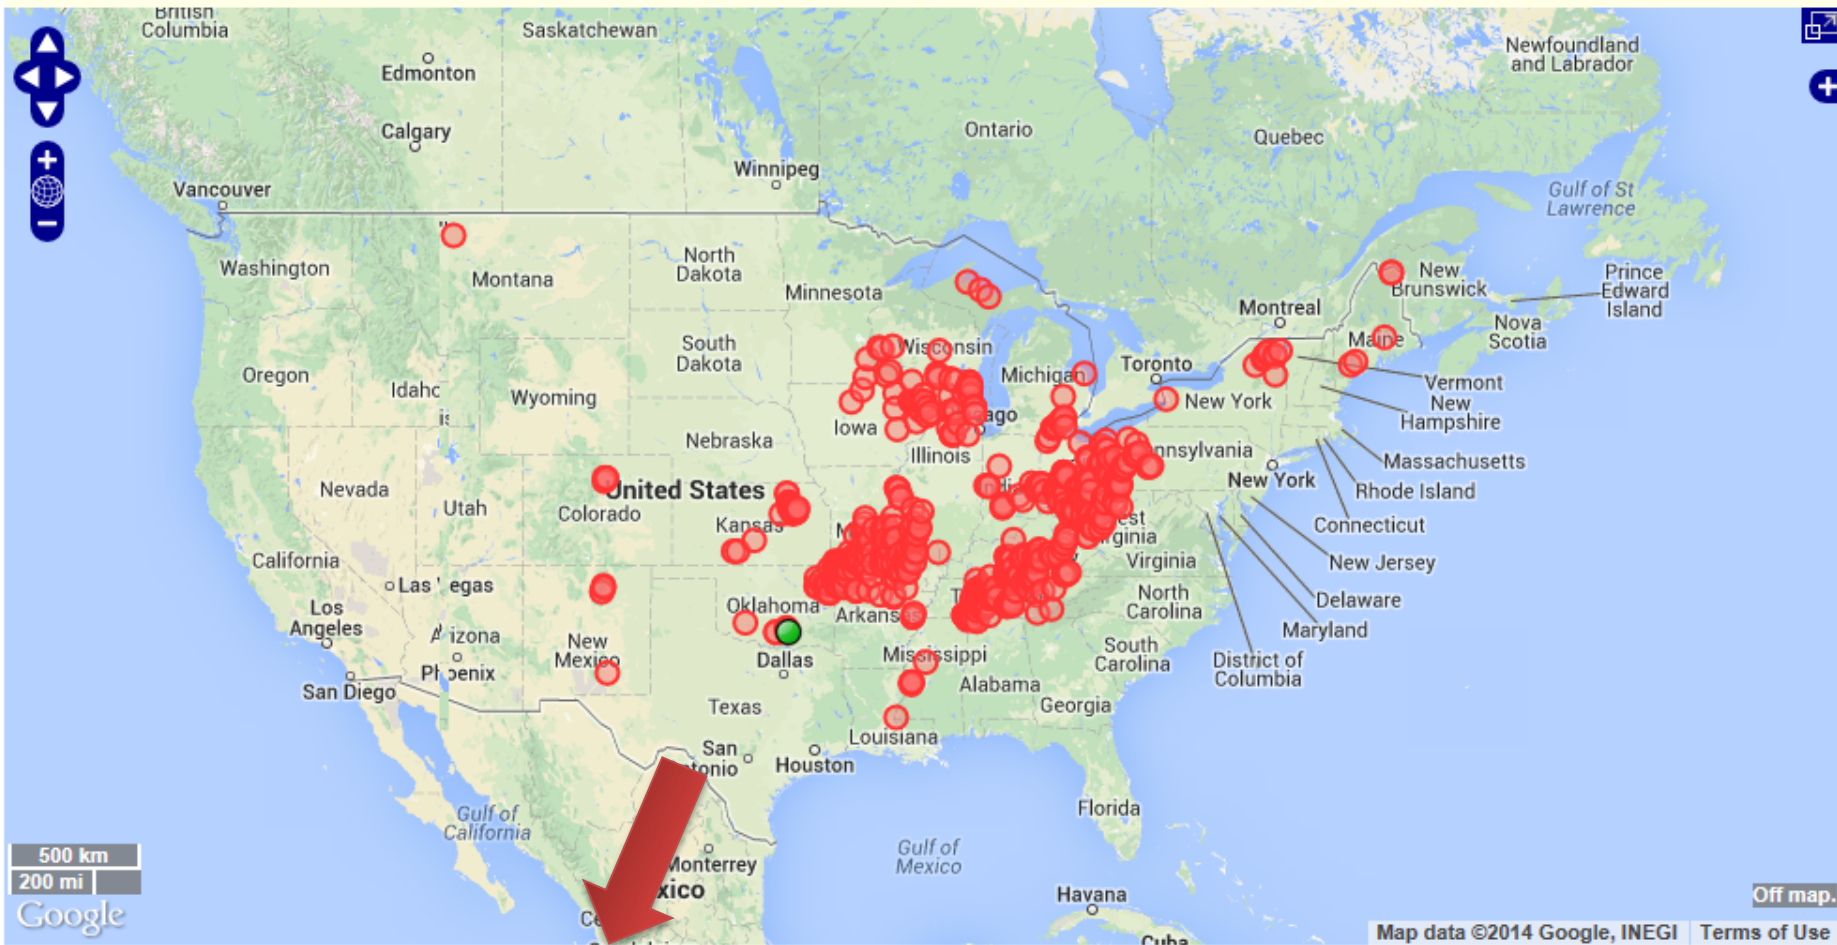 British
Columbia
Saskatchewan
Newfoundland
and Labrador
Edmonton
Calgary
Ontario
Quebec
Winnipeg
Vancouver
Gulf of St
Lawrence
Washington
Montana
North
Dakota
Minnesota
New
Brunswick
Prince
Edward
Island
Montreal
Nova
Scotia
South
Dakota
Wisconsin
Maine
Oregon
Idaho
Wyoming
Michigan
Toronto
Vermont
New York
New
Hampshire
Iowa
Nebraska
Illinois
Massachusetts
Nevada
United States
New York
Rhode Island
Utah
Colorado
Kansas
Connecticut
California
Virginia
New Jersey
Las Vegas
Oklahoma
Arkansas
North
Carolina
Delaware
Los
Angeles
Arizona
New
Mexico
Maryland
Phoenix
Dallas
Mississippi
South
Carolina
District of
Columbia
San Diego
Texas
Alabama
Georgia
Louisiana
San
tonio
Houston
Florida
Gulf of
California
Gulf of
Mexico
500 km
200 mi
Monterrey
xico
Havana
Off map.
Google
Cuba
Map data ©2014 Google, INEGI
Terms of Use